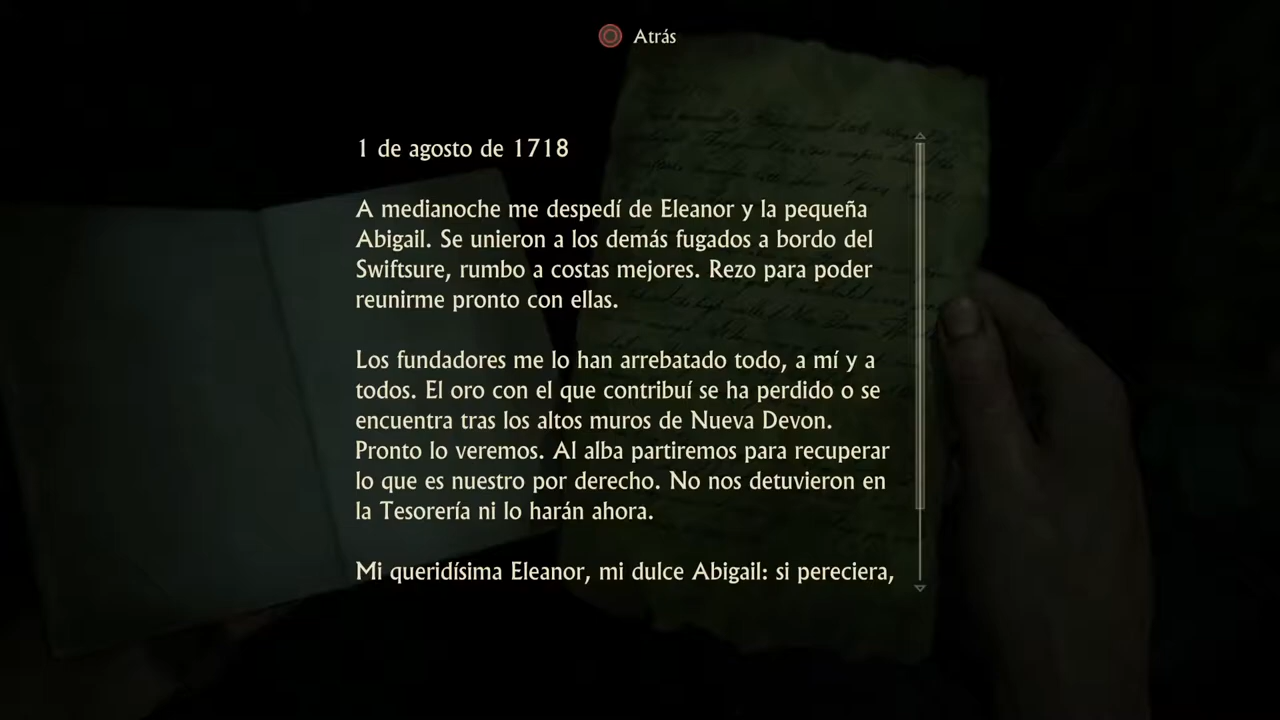 Atrás
1 de agosto de 1718
A medianoche me despedí de Eleanor y la pequeña
Abigail. Se unieron a los demás fugados a bordo del
Swiftsure, rumbo a costas mejores. Rezo para poder
reunirme pronto con ellas.
Los fundadores me lo han arrebatado todo, a mí y a
todos. El oro con el que contribuí se ha perdido o se
encuentra tras los altos muros de Nueva Devon.
Pronto lo veremos. Al alba partiremos para recuperar
lo que es nuestro por derecho. No nos detuvieron en
la Tesorería ni lo harán ahora.
Mi queridísima Eleanor, mi dulce Abigail: si pereciera,